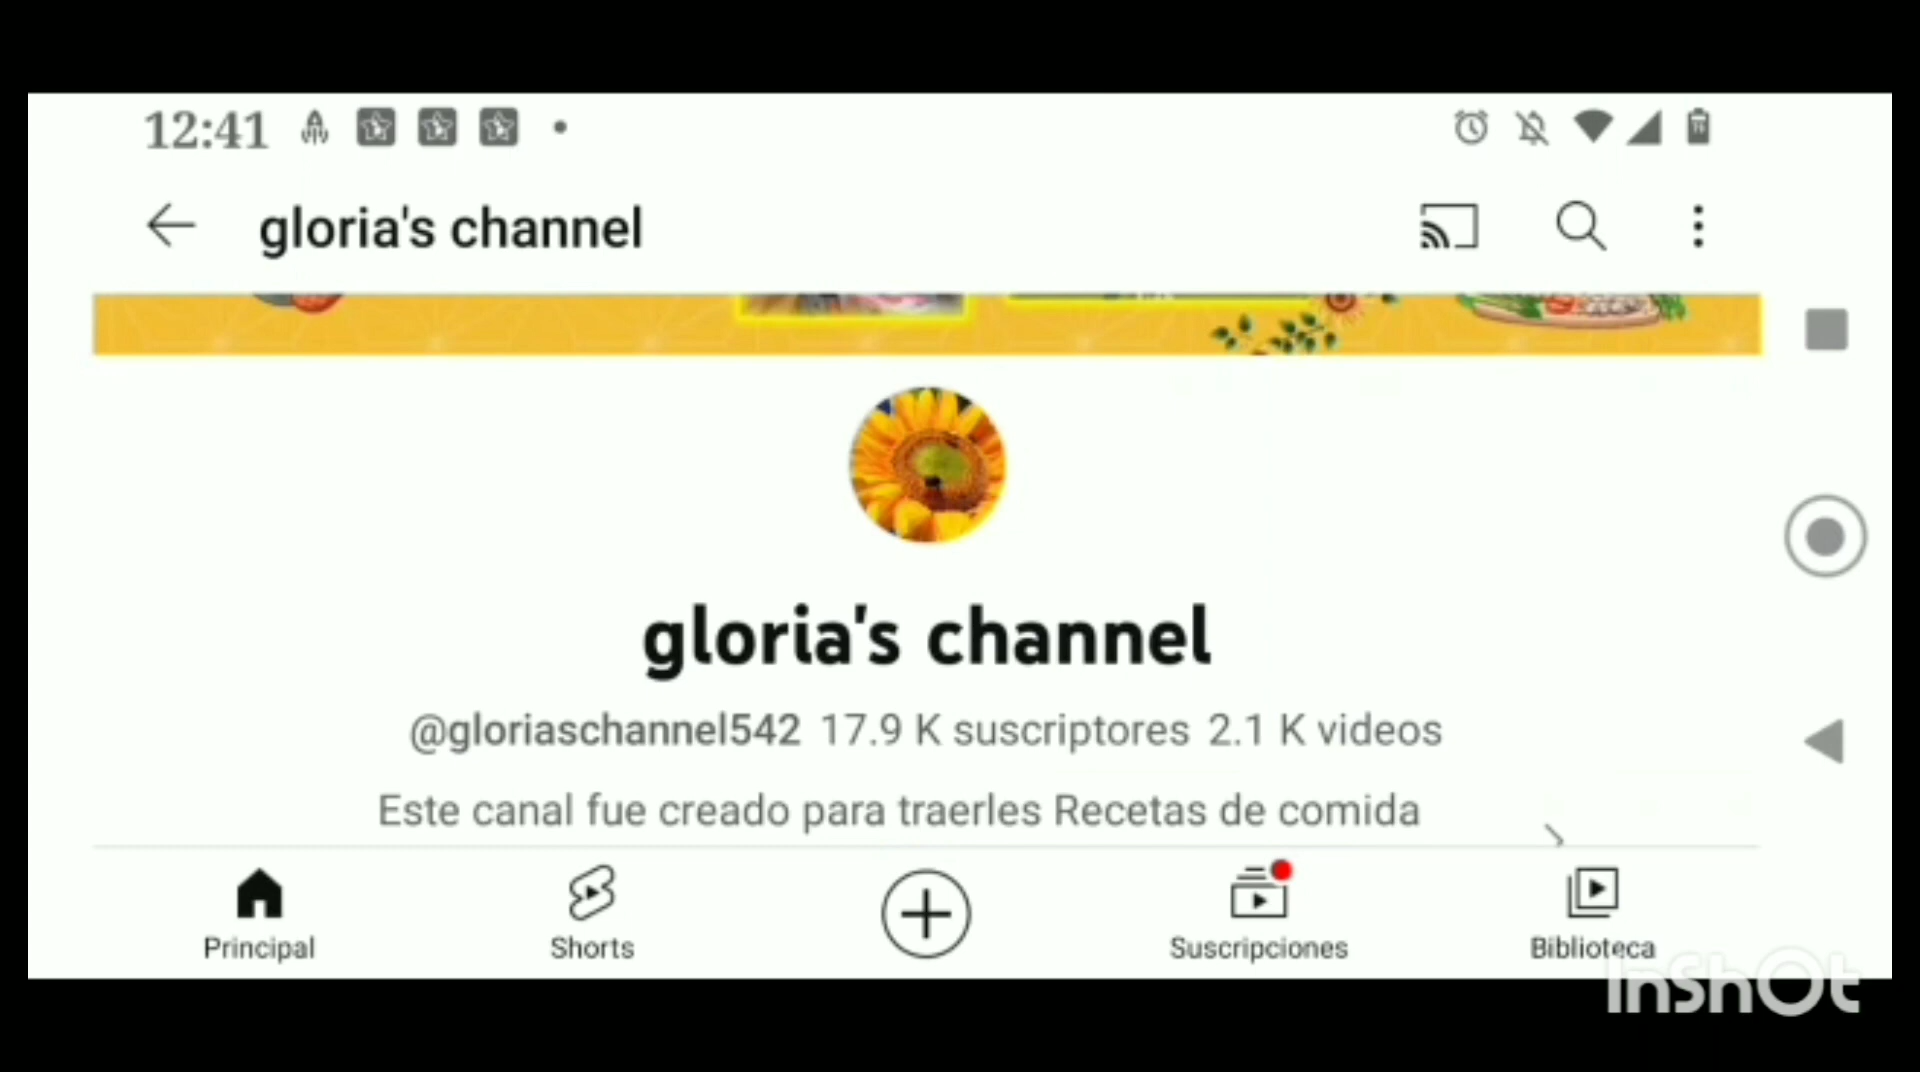 12:41
gloria's channel
gloria's channel
@gloriaschannel542 17.9 K suscriptores 2.1 K videos
Este canal fue creado para traerles Recetas de comida
Principal Shorts Suscripciones Biblioteca
InShOt